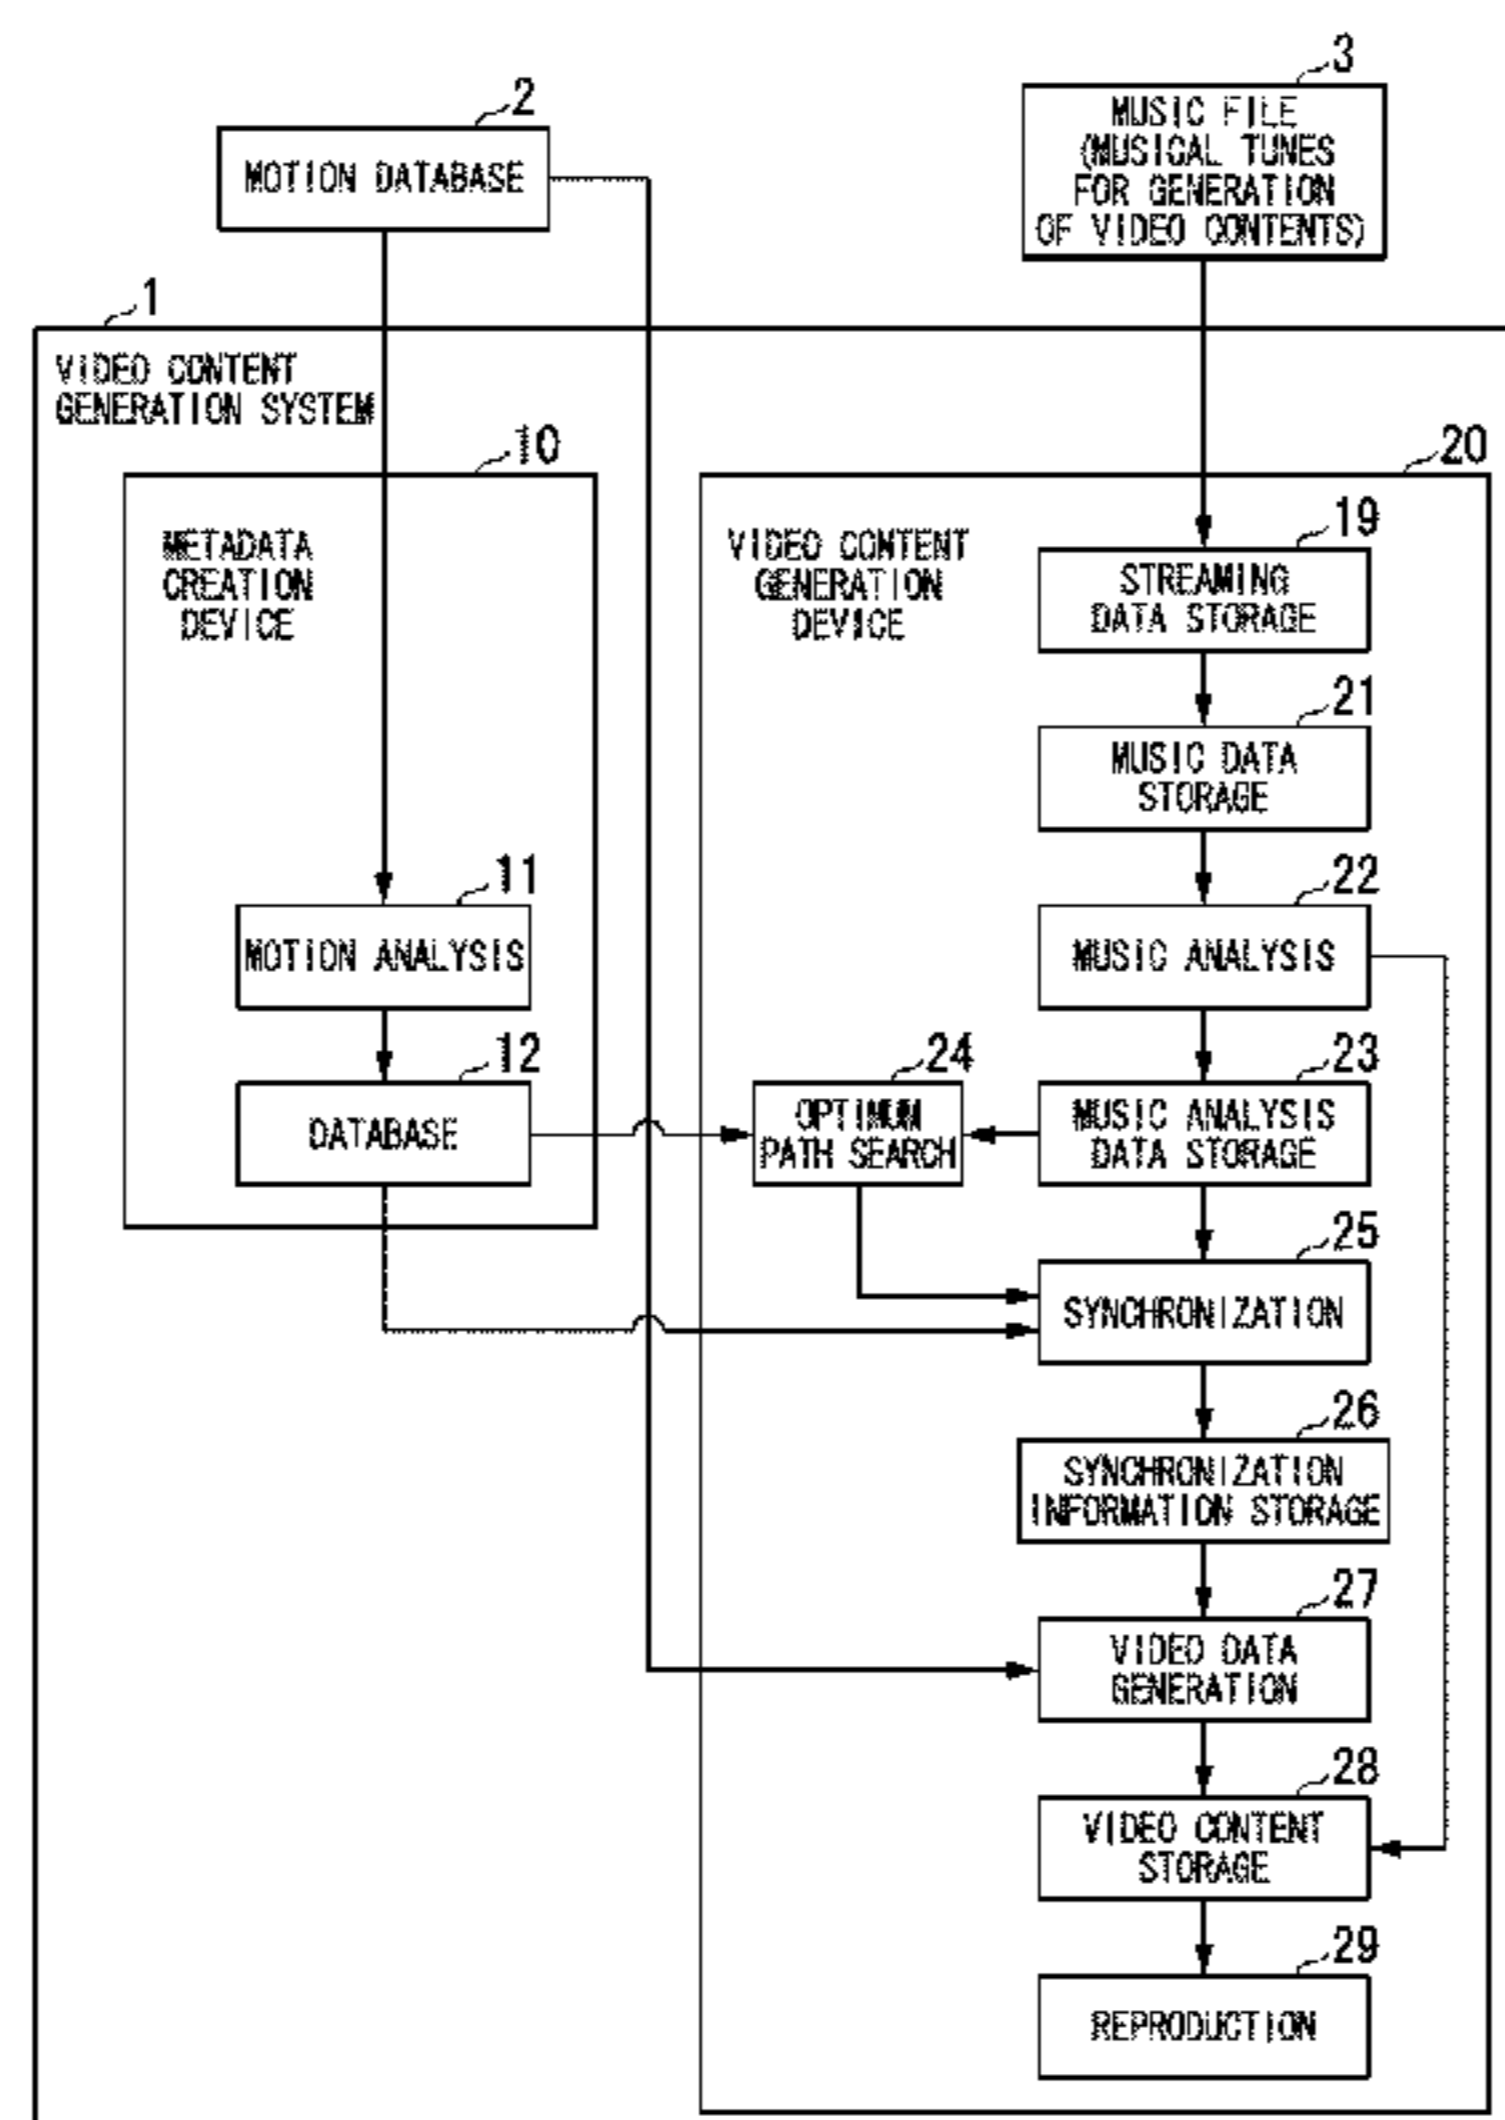 2
MOTION DATABASE
3
MUSIC FILE
(MUSICAL TUNES
FOR GENERATION
OF VIDEO CONTENTS)
1
VIDEO CONTENT
GENERATION SYSTEM
10
METADATA
CREATION
DEVICE
11
MOTION ANALYSIS
12
DATABASE
20
VIDEO CONTENT
GENERATION
DEVICE
19
STREAMING
DATA STORAGE
21
MUSIC DATA
STORAGE
22
MUSIC ANALYSIS
23
MUSIC ANALYSIS
DATA STORAGE
24
OPTIMUM
PATH SEARCH
25
SYNCHRONIZATION
26
SYNCHRONIZATION
INFORMATION STORAGE
27
VIDEO DATA
GENERATION
28
VIDEO CONTENT
STORAGE
29
REPRODUCTION